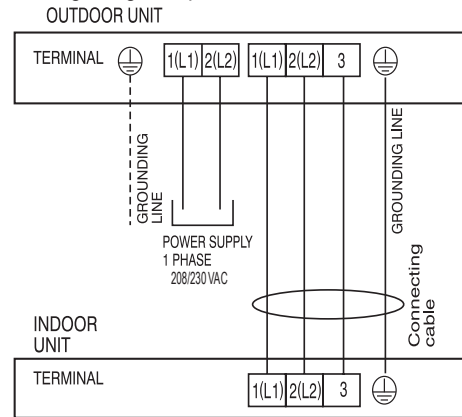 OUTDOOR UNIT
TERMINAL
1(L1) 2(L2) 1(L1) 2(L2) 3
GROUNDING
LINE
GROUNDING LINE
POWER SUPPLY
1 PHASE
208/230 VAC
Connecting
cable
INDOOR
UNIT
TERMINAL
1(L1) 2(L2) 3